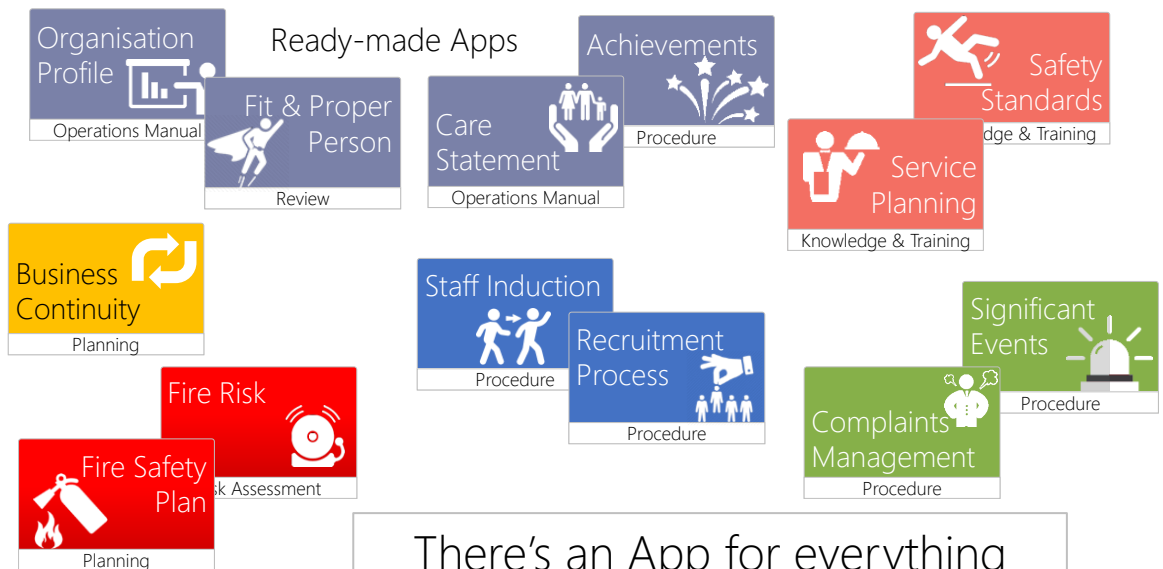 Ready-made Apps
Organisation
Profile
Operations Manual
Fit & Proper
Person
Review
Care
Statement
Operations Manual
Achievements
Procedure
Safety
Standards
dge & Training
Service
Planning
Knowledge & Training
Business
Continuity
Planning
Staff Induction
Procedure
Recruitment
Process
Procedure
Significant
Events
Procedure
Complaints
Management
Procedure
Fire Risk
sk Assessment
Fire Safety
Plan
Planning
There's an App for everything